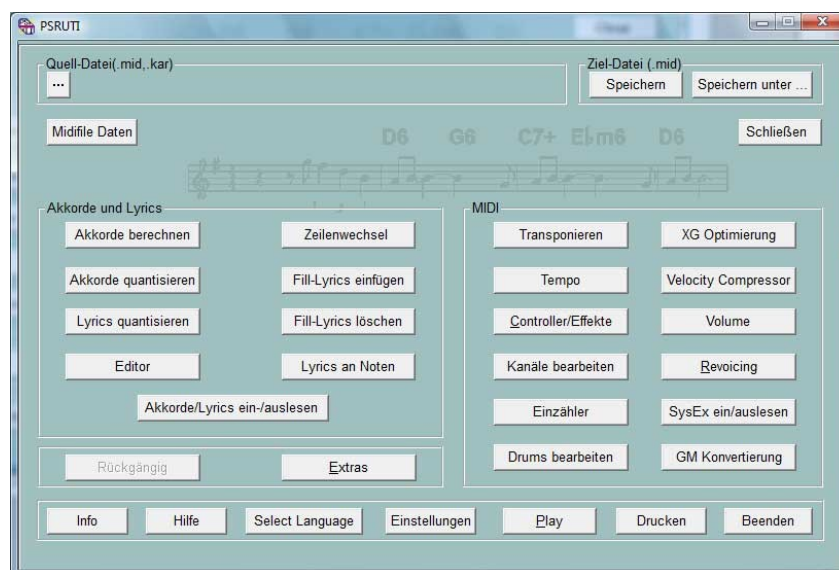 PSRUTI
Quell-Datei(.mid,.kar)
...
Ziel-Datei (.mid)
Speichern Speichern unter ...
Midifile Daten
Schließen
D6 G6 C7+ E♭m6 D6
Akkorde und Lyrics
Akkorde berechnen Zeilenwechsel
Akkorde quantisieren Fill-Lyrics einfügen
Lyrics quantisieren Fill-Lyrics löschen
Editor Lyrics an Noten
Akkorde/Lyrics ein-/auslesen
MIDI
Transponieren XG Optimierung
Tempo Velocity Compressor
Controller/Effekte Volume
Kanäle bearbeiten Revoicing
Einzähler SysEx ein/auslesen
Drums bearbeiten GM Konvertierung
Rückgängig Extras
Info Hilfe Select Language Einstellungen Play Drucken Beenden